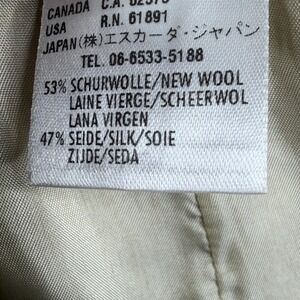 CANADA C.A. 02575
USA R.N. 61891
JAPAN(株)エスカーダ・ジャパン
TEL. 06-6533-5188
53% SCHURWOLLE/NEW WOOL
LAINE VIERGE/SCHEERWOL
LANA VIRGEN
47% SEIDE/SILK/SOIE
ZIJDE/SEDA